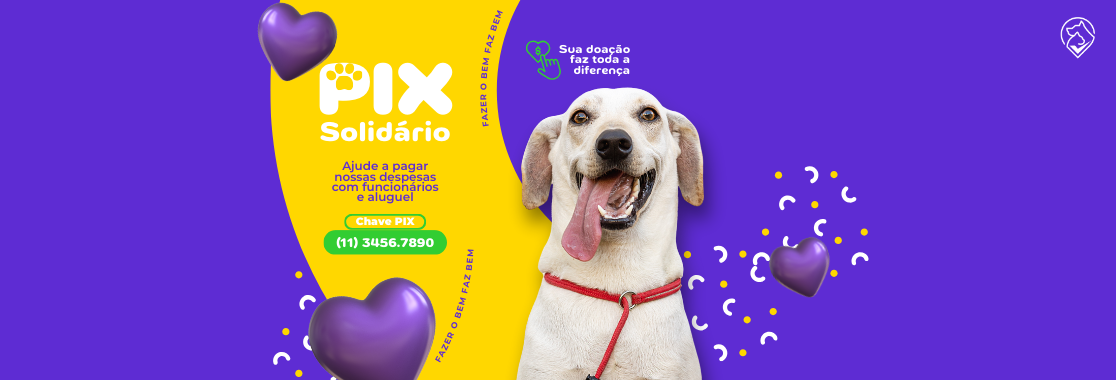 PIX
Solidário
Ajude a pagar
nossas despesas
com funcionários
e aluguel
Chave PIX
(11) 3456.7890
FAZER O BEM FAZ BEM
FAZER O BEM FAZ BEM
Sua doação
faz toda a
diferença